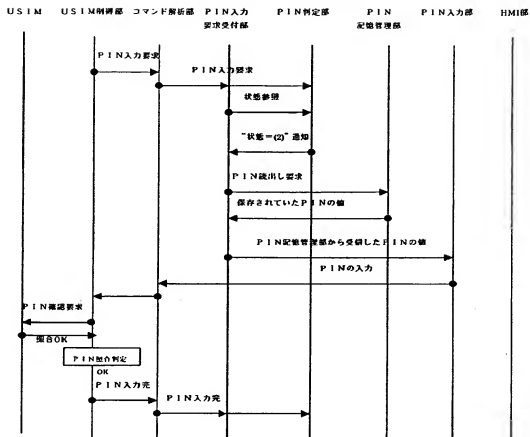 USIM USIM制御部 コマンド解析部 PIN入力要求受付部 PIN判定部 PIN記憶管理部 PIN入力部 HMI部
PIN入力要求
PIN入力要求
状態参照
“状態=(2)”通知
PIN読出し要求
保存されていたPINの値
PIN記憶管理部から受信したPINの値
PINの入力
PIN確認要求
照合OK
PIN照合判定
OK
PIN入力完
PIN入力完